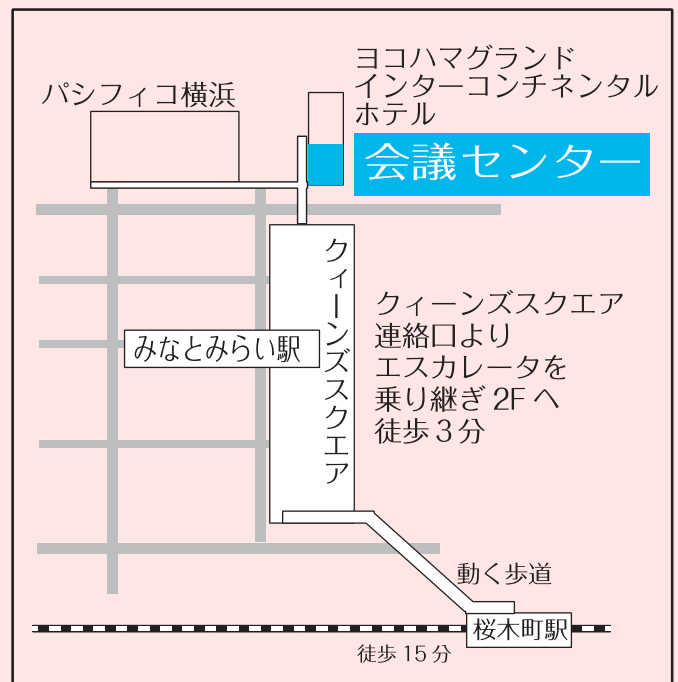 ヨコハマグランド
インターコンチネンタル
ホテル
パシフィコ横浜
会議センター
クィーンズスクエア
クィーンズスクエア
連絡口より
エスカレータを
乗り継ぎ2Fへ
徒歩3分
みなとみらい駅
動く歩道
桜木町駅
徒歩15分